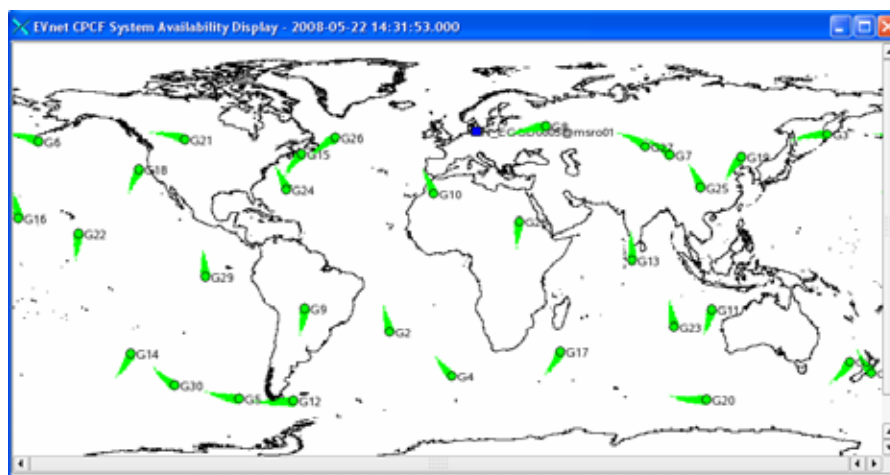 EVnet CPCF System Availability Display - 2008-05-22 14:31:53.000
G6
G21
G15
G26
G8
G7
G19
G3
G18
G24
G10
G25
G16
G22
G29
G13
G9
G2
G23
G11
G14
G30
G5
G12
G4
G17
G20